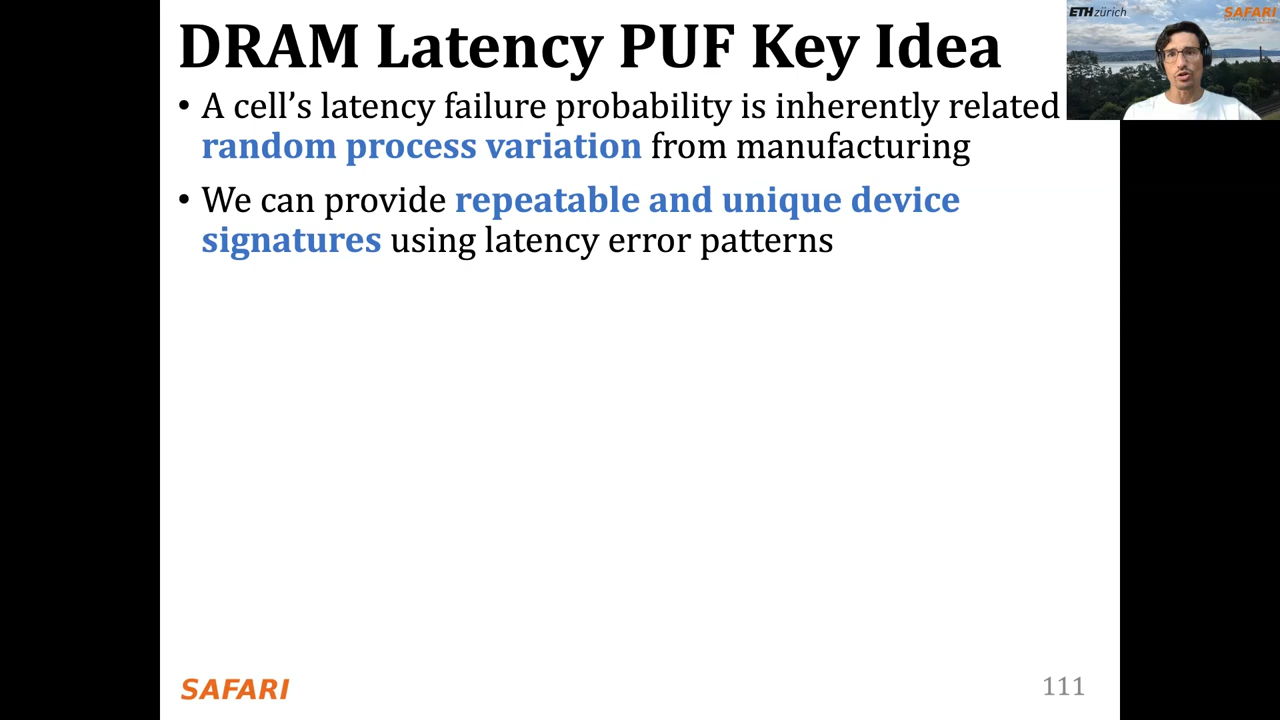 DRAM Latency PUF Key Idea
• A cell’s latency failure probability is inherently related
random process variation from manufacturing
• We can provide repeatable and unique device
signatures using latency error patterns
SAFARI
111
ETH zürich
SAFARI